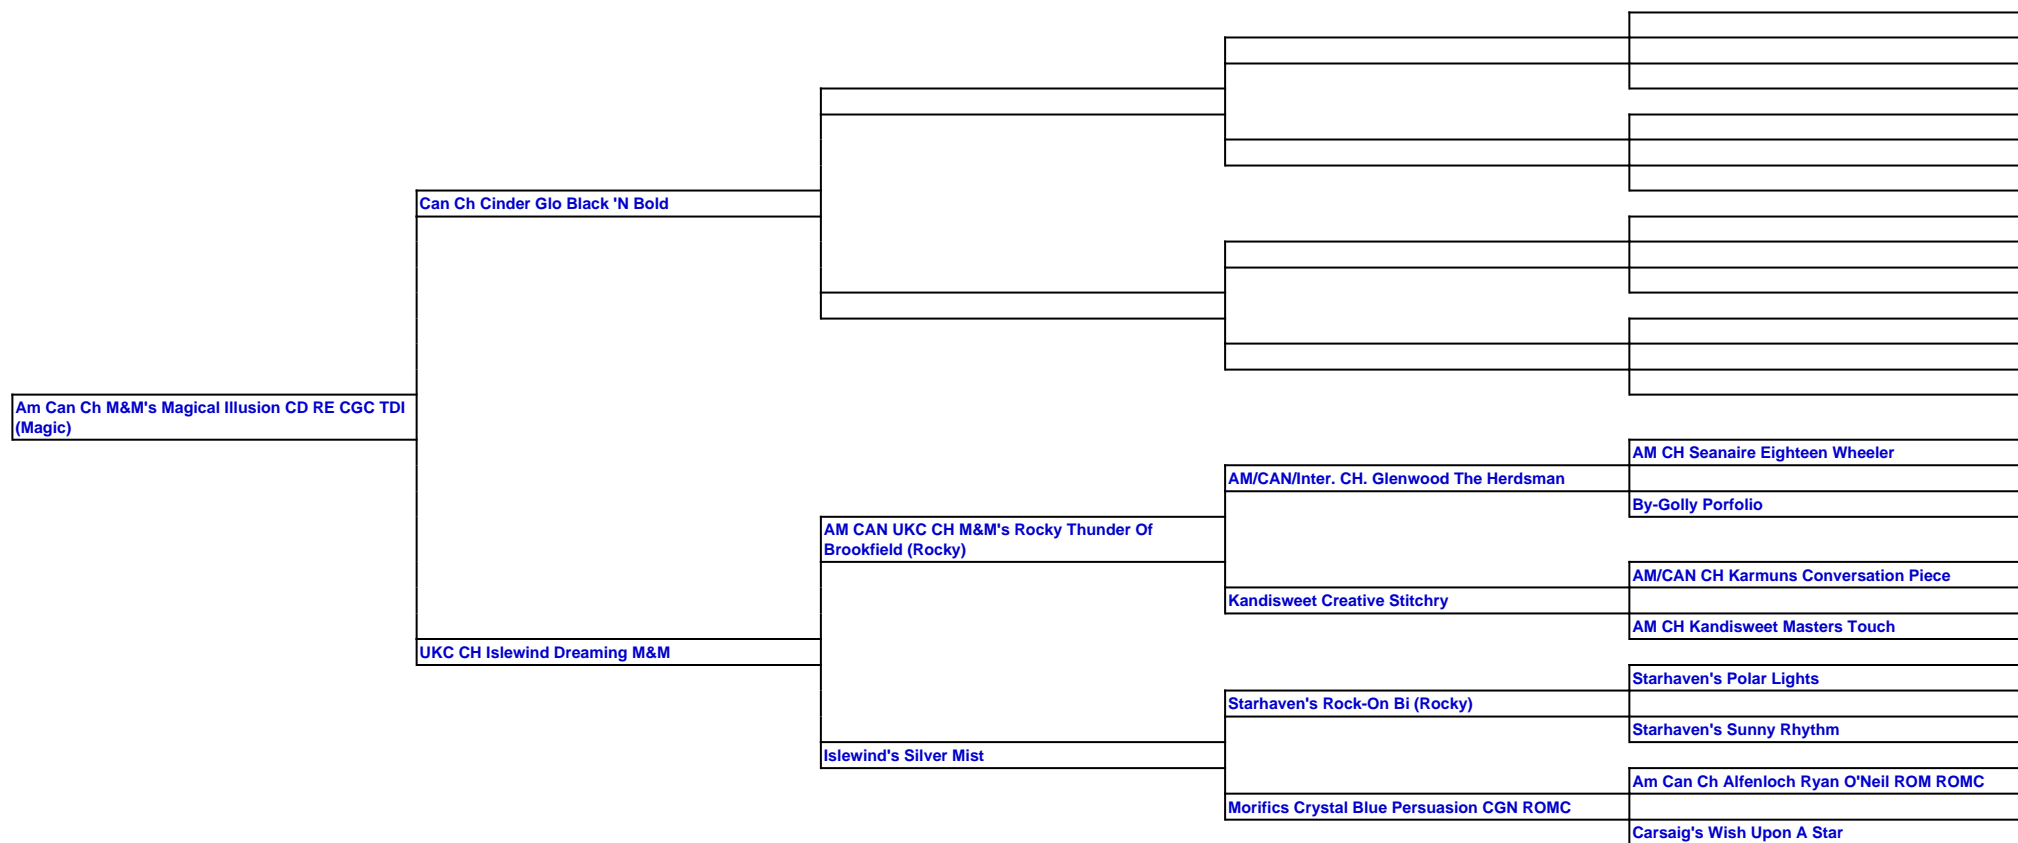 Can Ch Cinder Glo Black 'N Bold
Am Can Ch M&M's Magical Illusion CD RE CGC TDI
(Magic)
AM CH Seanaire Eighteen Wheeler
AM/CAN/Inter. CH. Glenwood The Herdsman
By-Golly Porfolio
AM CAN UKC CH M&M's Rocky Thunder Of
Brookfield (Rocky)
AM/CAN CH Karmuns Conversation Piece
Kandisweet Creative Stitchry
AM CH Kandisweet Masters Touch
UKC CH Islewind Dreaming M&M
Starhaven's Polar Lights
Starhaven's Rock-On Bi (Rocky)
Starhaven's Sunny Rhythm
Islewind's Silver Mist
Am Can Ch Alfenloch Ryan O'Neil ROM ROMC
Morifics Crystal Blue Persuasion CGN ROMC
Carsaig's Wish Upon A Star